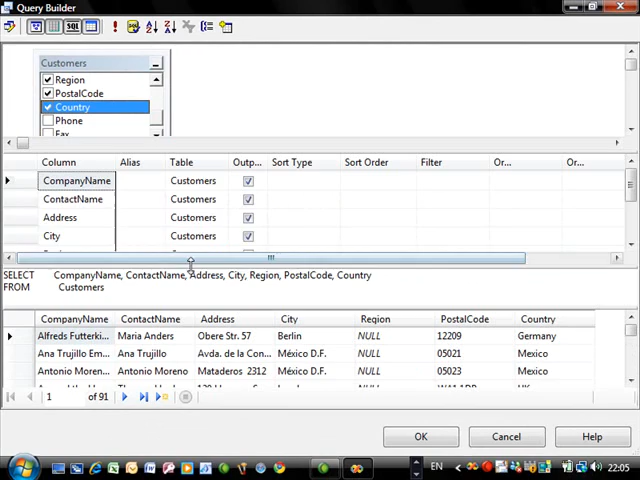 Query Builder
SQL
Customers
Region
PostalCode
Country
Phone
Fax
Column Alias Table Outp... Sort Type Sort Order Filter Or... Or...
CompanyName Customers
ContactName Customers
Address Customers
City Customers
SELECT CompanyName, ContactName, Address, City, Region, PostalCode, Country
FROM Customers
CompanyName ContactName Address City Region PostalCode Country
Alfreds Futterki... Maria Anders Obere Str. 57 Berlin NULL 12209 Germany
Ana Trujillo Em... Ana Trujillo Avda. de la Con... México D.F. NULL 05021 Mexico
Antonio Moren... Antonio Moreno Mataderos 2312 México D.F. NULL 05023 Mexico
1 of 91
OK Cancel Help
EN 22:05